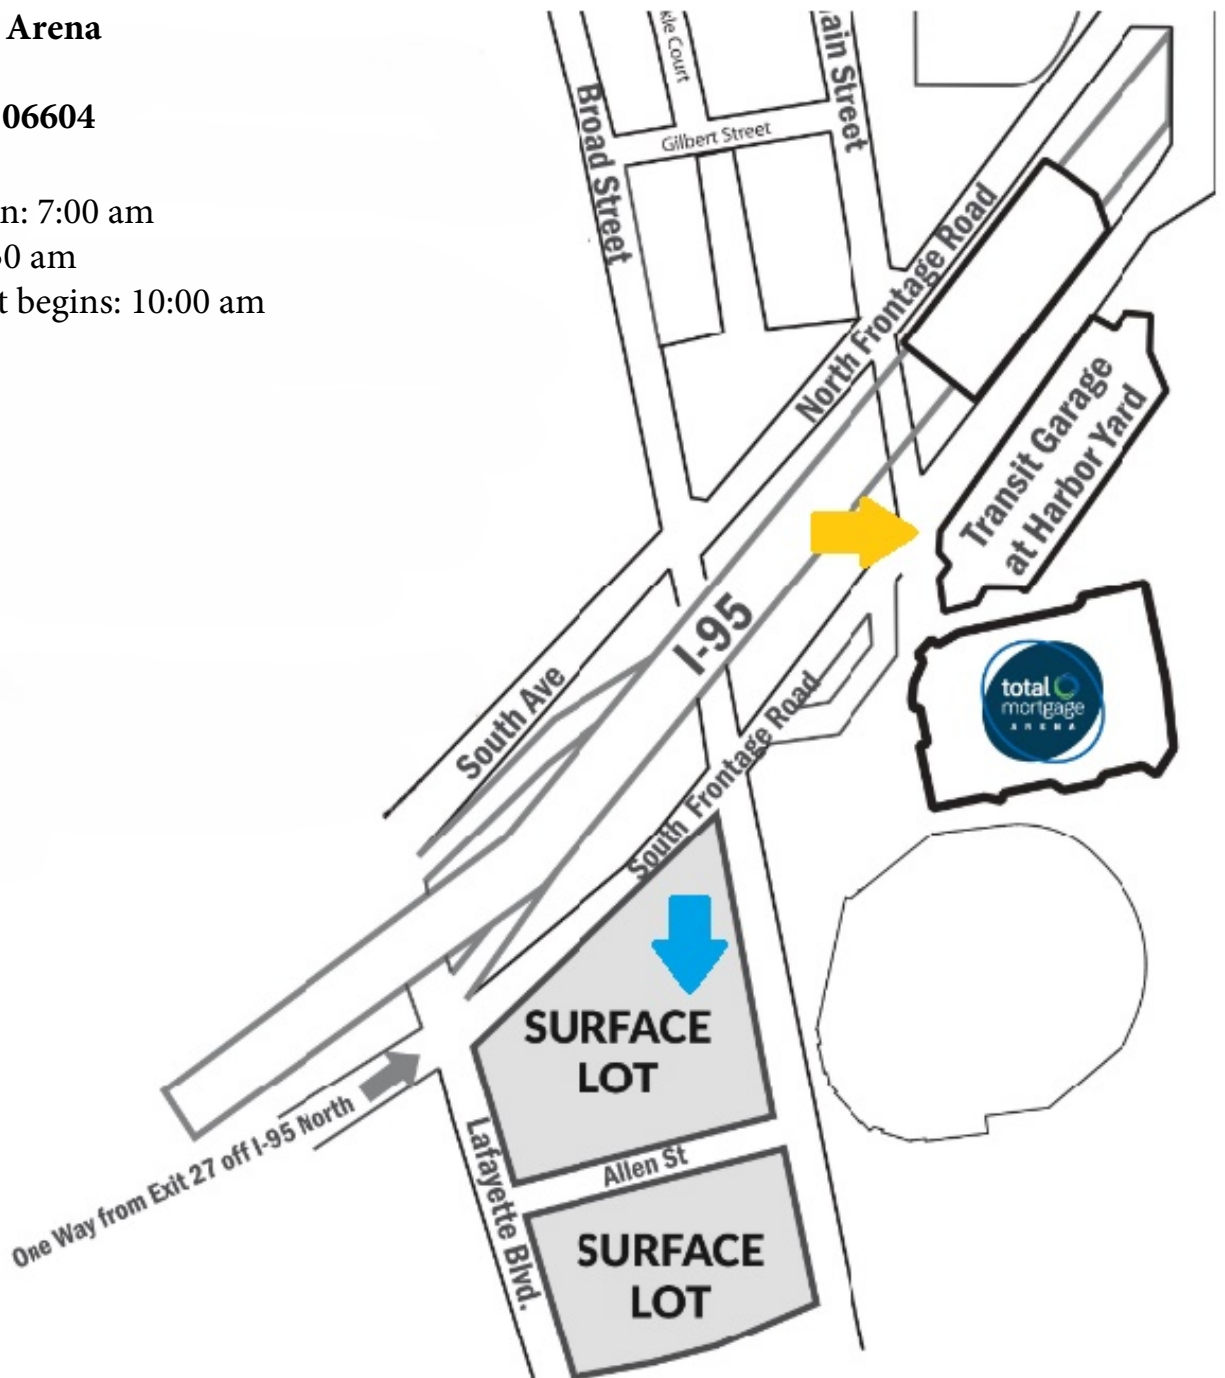 Arena
06604
n: 7:00 am
0 am
t begins: 10:00 am
kle Court
ain Street
Broad Street
Gilbert Street
North Frontage Road
Transit Garage
at Harbor Yard
I-95
South Ave
total
mortgage
ARENA
South Frontage Road
SURFACE
LOT
One Way from Exit 27 off I-95 North
Lafayette Blvd.
Allen St
SURFACE
LOT